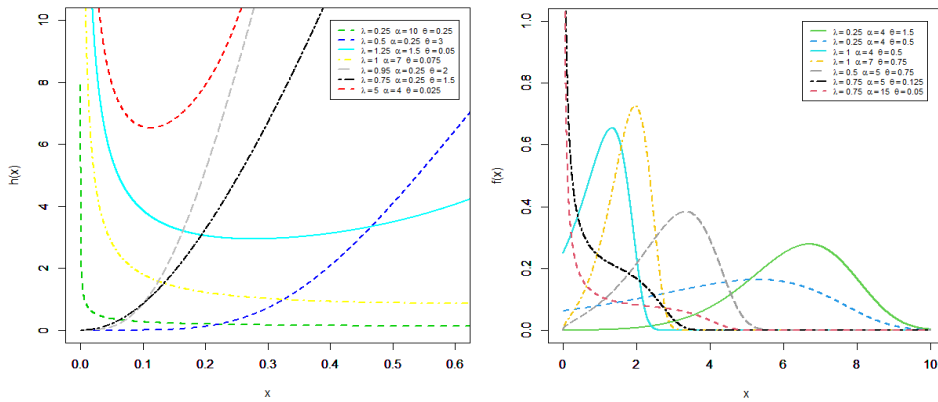 λ=0.25 α=10 θ=0.25
λ=0.5 α=0.25 θ=3
λ=1.25 α=1.5 θ=0.05
λ=1 α=7 θ=0.075
λ=0.95 α=0.25 θ=2
λ=0.75 α=0.25 θ=1.5
λ=5 α=4 θ=0.025
h(x)
10
8
6
4
2
0
0.0 0.1 0.2 0.3 0.4 0.5 0.6
x
λ=0.25 α=4 θ=1.5
λ=0.25 α=4 θ=0.5
λ=1 α=4 θ=0.5
λ=1 α=7 θ=0.75
λ=0.5 α=5 θ=0.75
λ=0.75 α=5 θ=0.125
λ=0.75 α=15 θ=0.05
f(x)
1.0
0.8
0.6
0.4
0.2
0.0
0 2 4 6 8 10
x